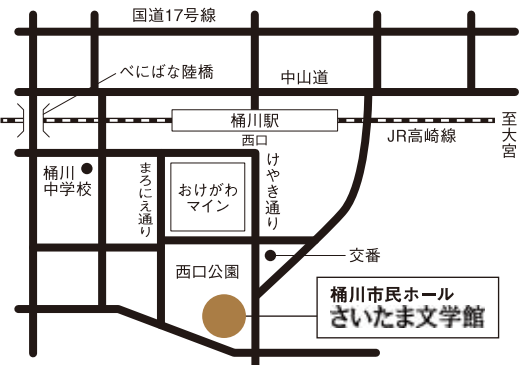 国道17号線
べにばな陸橋
中山道
桶川駅
西口
JR高崎線
至大宮
桶川
中学校
まろにえ通り
おけがわ
マイン
けやき通り
交番
西口公園
桶川市民ホール
さいたま文学館